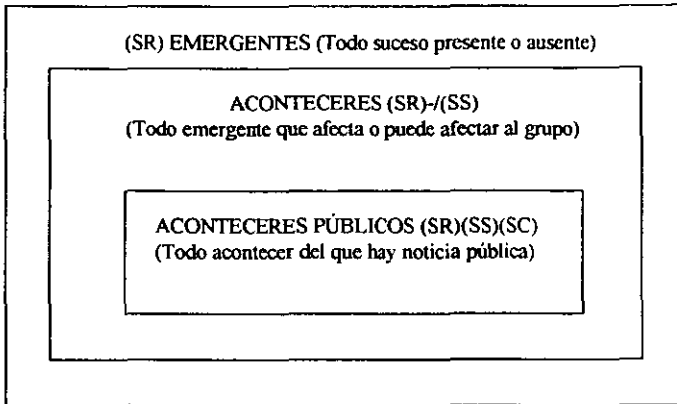 (SR) EMERGENTES (Todo suceso presente o ausente)
ACONTECERES (SR)-/(SS)
(Todo emergente que afecta o puede afectar al grupo)
ACONTECERES PÚBLICOS (SR)(SS)(SC)
(Todo acontecer del que hay noticia pública)